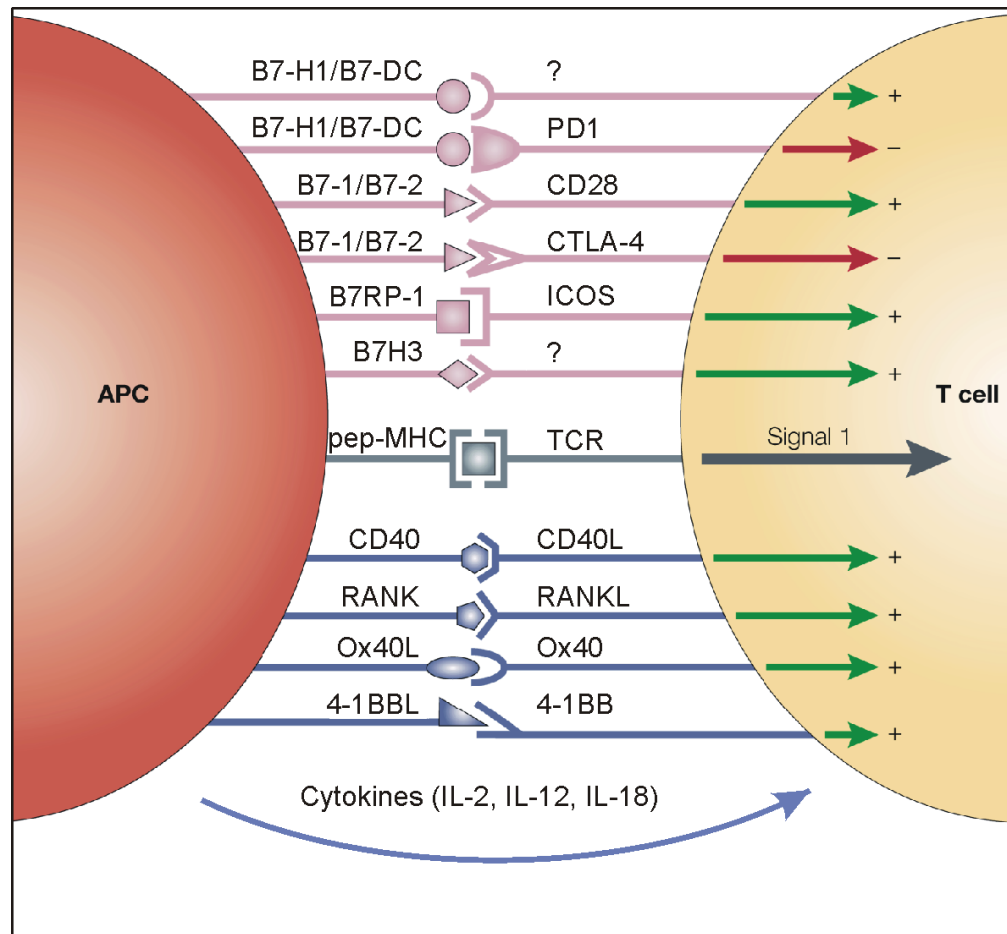 B7-H1/B7-DC ? +
B7-H1/B7-DC PD1 −
B7-1/B7-2 CD28 +
B7-1/B7-2 CTLA-4 −
B7RP-1 ICOS +
B7H3 ? +
APC T cell
pep-MHC TCR Signal 1
CD40 CD40L +
RANK RANKL +
Ox40L Ox40 +
4-1BBL 4-1BB +
Cytokines (IL-2, IL-12, IL-18)